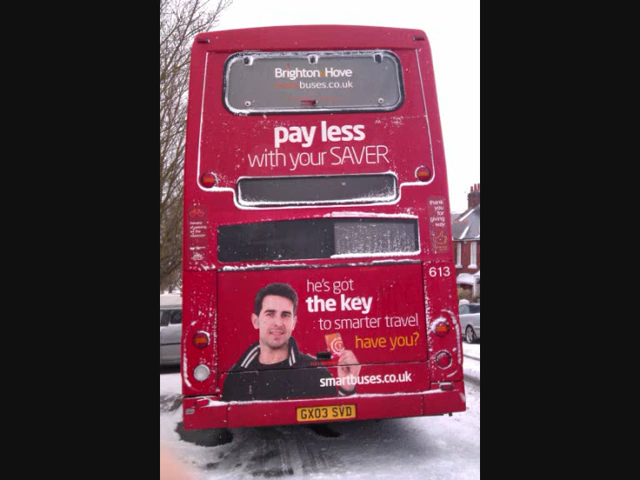 Brighton & Hove
buses.co.uk
pay less
with your SAVER
thank
you
for
giving
way
613
he's got
the key
to smarter travel
have you?
smartbuses.co.uk
GX03 SVD